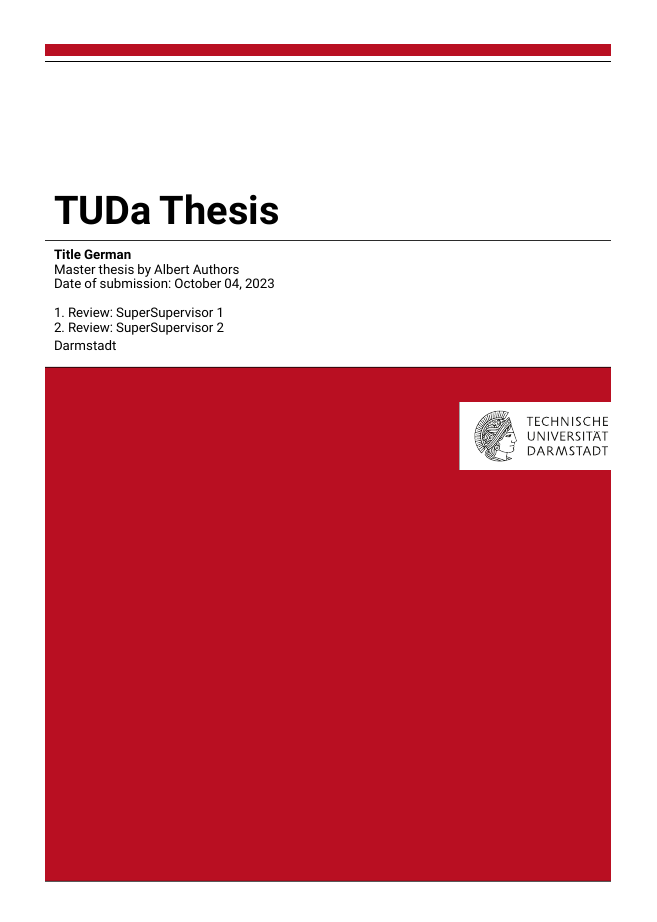 TUDa Thesis
Title German
Master thesis by Albert Authors
Date of submission: October 04, 2023
1. Review: SuperSupervisor 1
2. Review: SuperSupervisor 2
Darmstadt
TECHNISCHE
UNIVERSITÄT
DARMSTADT